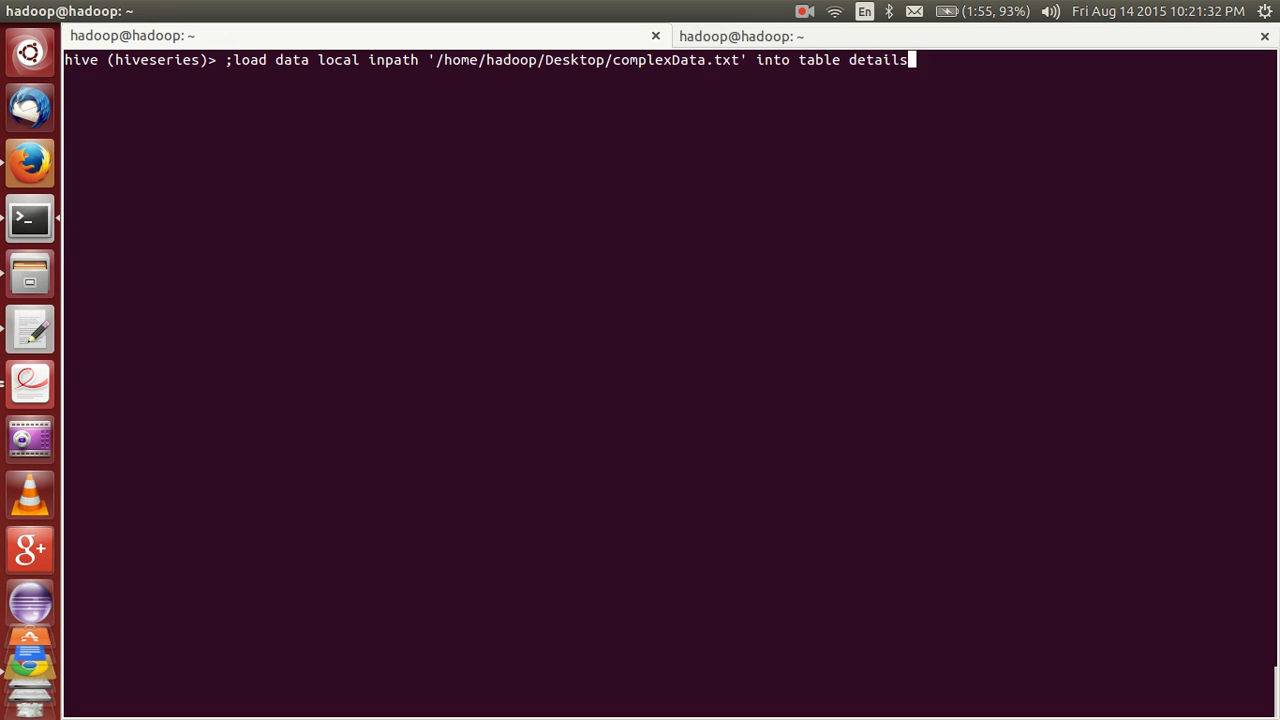 hadoop@hadoop: ~
En
(1:55, 93%)
Fri Aug 14 2015 10:21:32 PM
hadoop@hadoop: ~
hadoop@hadoop: ~
hive (hiveseries)> ;load data local inpath '/home/hadoop/Desktop/complexData.txt' into table details
>_
g+